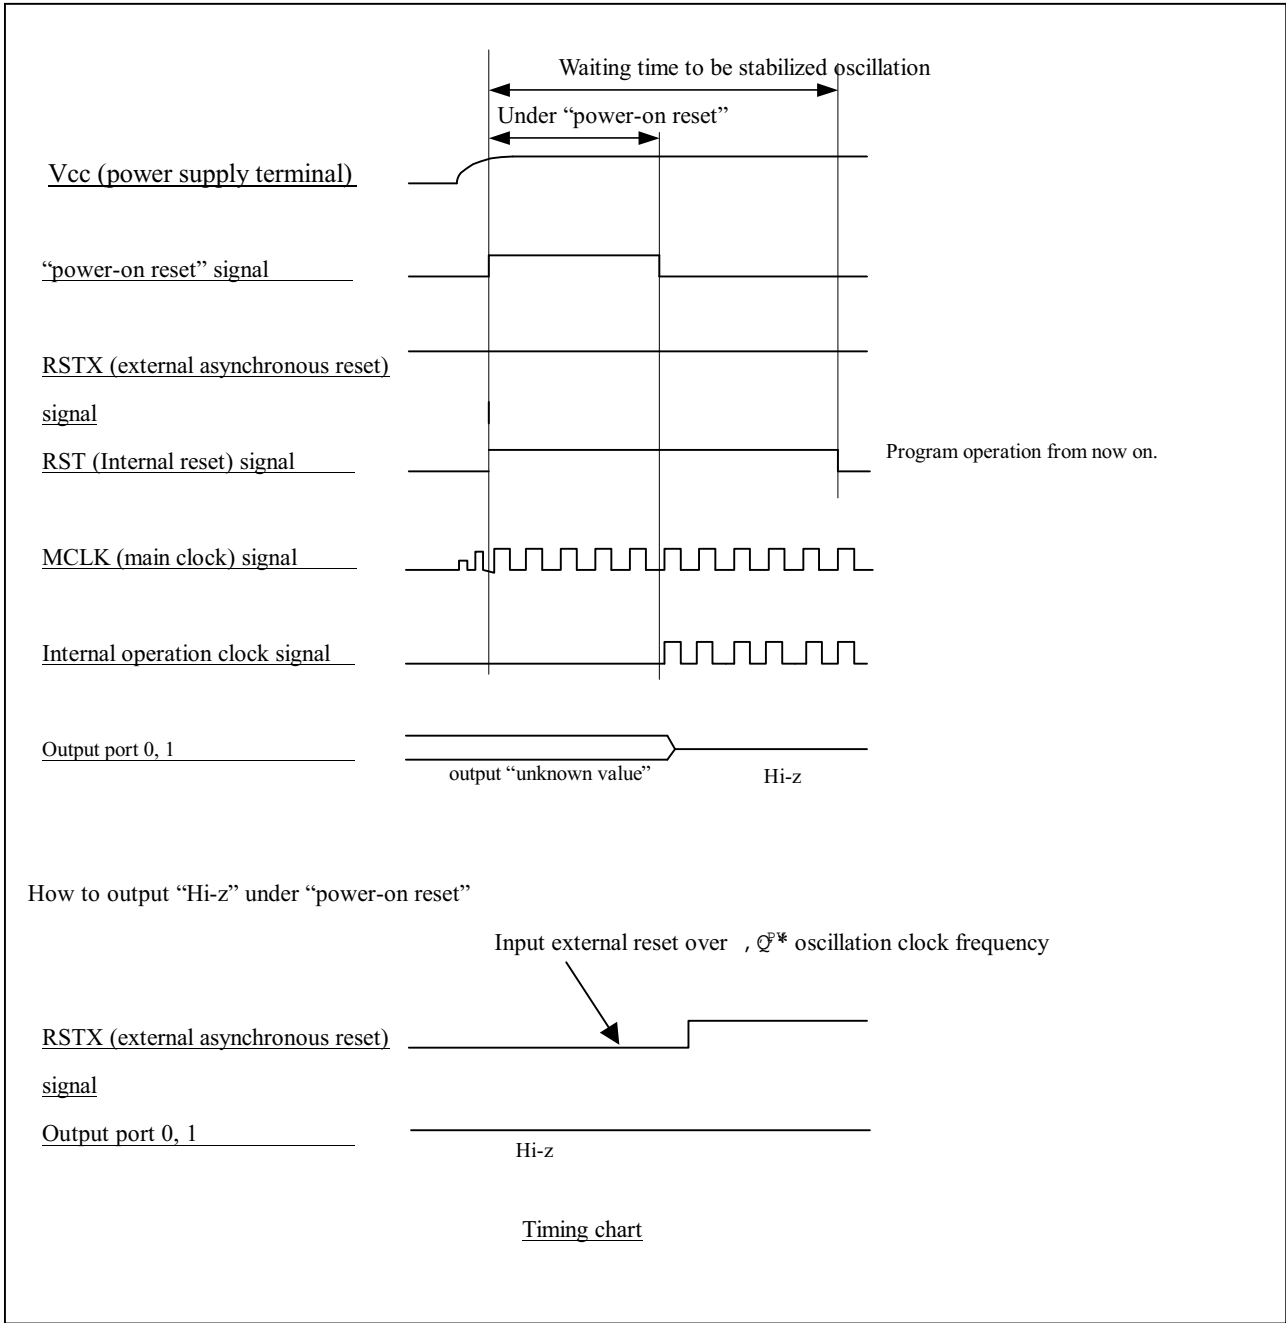 Waiting time to be stabilized oscillation
Under “power-on reset”
Vcc (power supply terminal)
“power-on reset” signal
RSTX (external asynchronous reset)
signal
RST (Internal reset) signal
Program operation from now on.
MCLK (main clock) signal
Internal operation clock signal
Output port 0, 1
output “unknown value”
Hi-z
How to output “Hi-z” under “power-on reset”
Input external reset over oscillation clock frequency
RSTX (external asynchronous reset)
signal
Output port 0, 1
Hi-z
Timing chart